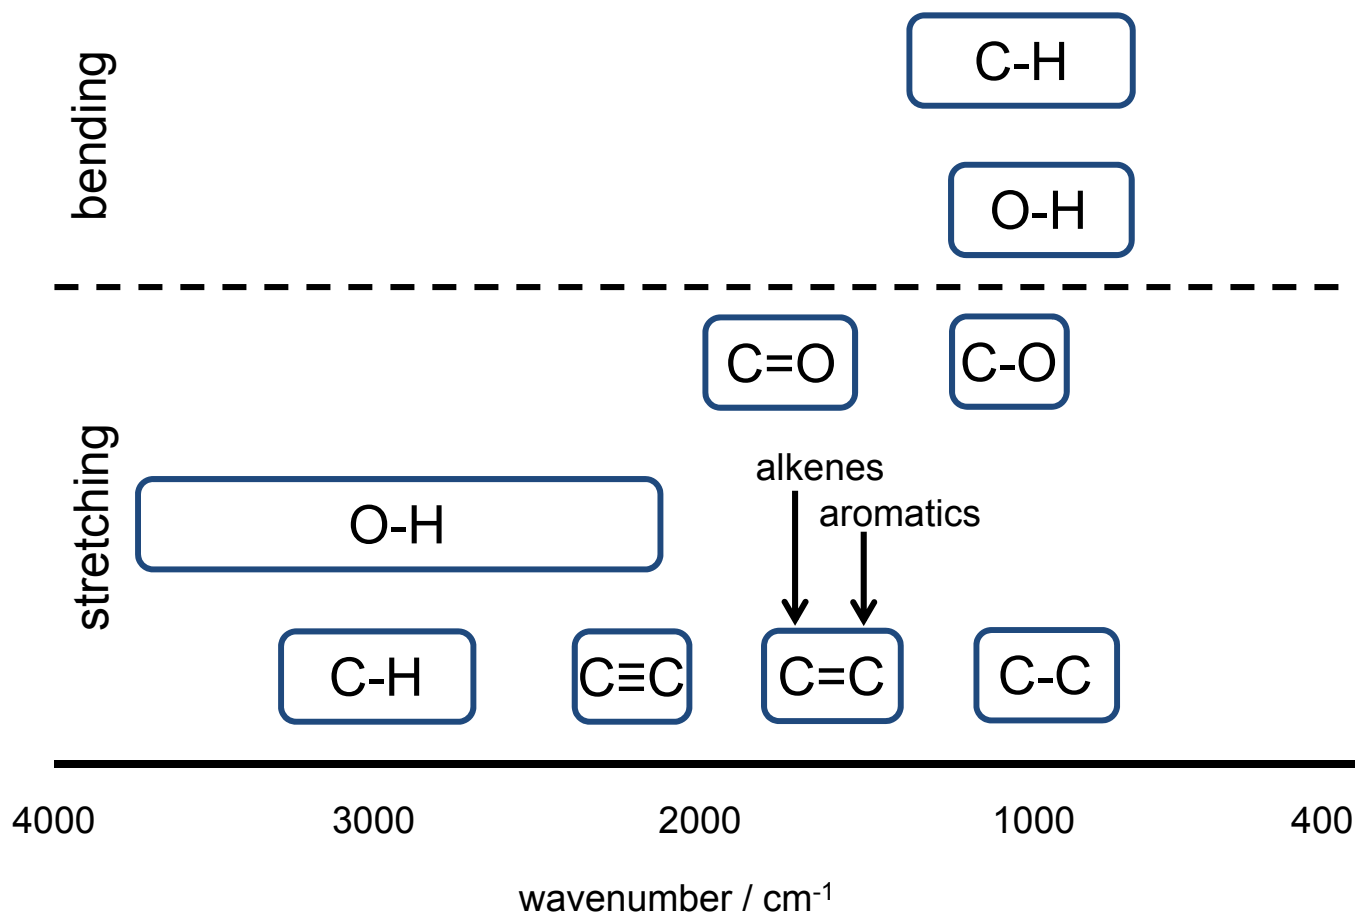 bending
C-H
O-H
stretching
C=O
C-O
alkenes
aromatics
O-H
C-H
C≡C
C=C
C-C
4000 3000 2000 1000 400
wavenumber / cm⁻¹